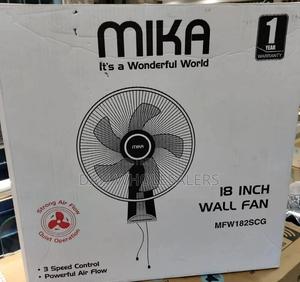 MIKA
It's a Wonderful World
1
YEAR
WARRANTY
MIKA
18 INCH
WALL FAN
MFW182SCG
Strong Air Flow
Quiet Operation
• 3 Speed Control
• Powerful Air Flow